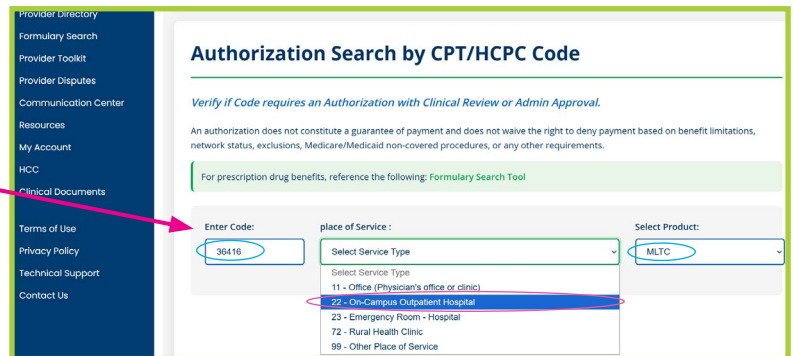 Provider Directory
Formulary Search
Provider Toolkit
Provider Disputes
Communication Center
Resources
My Account
HCC
Clinical Documents
Terms of Use
Privacy Policy
Technical Support
Contact Us
Authorization Search by CPT/HCPC Code
Verify if Code requires an Authorization with Clinical Review or Admin Approval.
An authorization does not constitute a guarantee of payment and does not waive the right to deny payment based on benefit limitations,
network status, exclusions, Medicare/Medicaid non-covered procedures, or any other requirements.
For prescription drug benefits, reference the following: Formulary Search Tool
Enter Code:
36416
place of Service :
Select Service Type
Select Service Type
11 - Office (Physician's office or clinic)
22 - On-Campus Outpatient Hospital
23 - Emergency Room - Hospital
72 - Rural Health Clinic
99 - Other Place of Service
Select Product:
MLTC